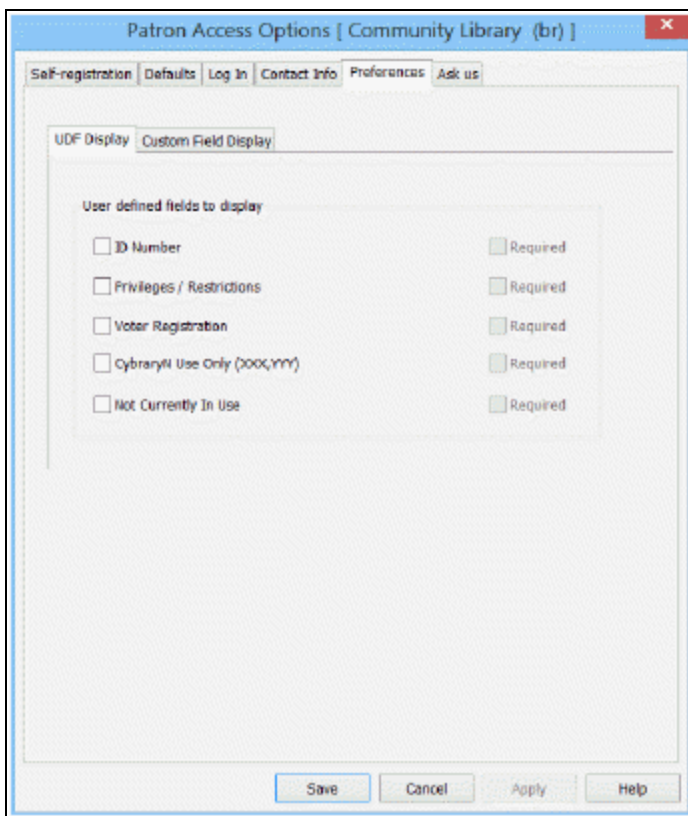 Patron Access Options [ Community Library (br) ]
Self-registration Defaults Log In Contact Info Preferences Ask us
UDF Display Custom Field Display
User defined fields to display
ID Number Required
Privileges / Restrictions Required
Voter Registration Required
CybraryN Use Only (XXX,YYY) Required
Not Currently In Use Required
Save Cancel Apply Help